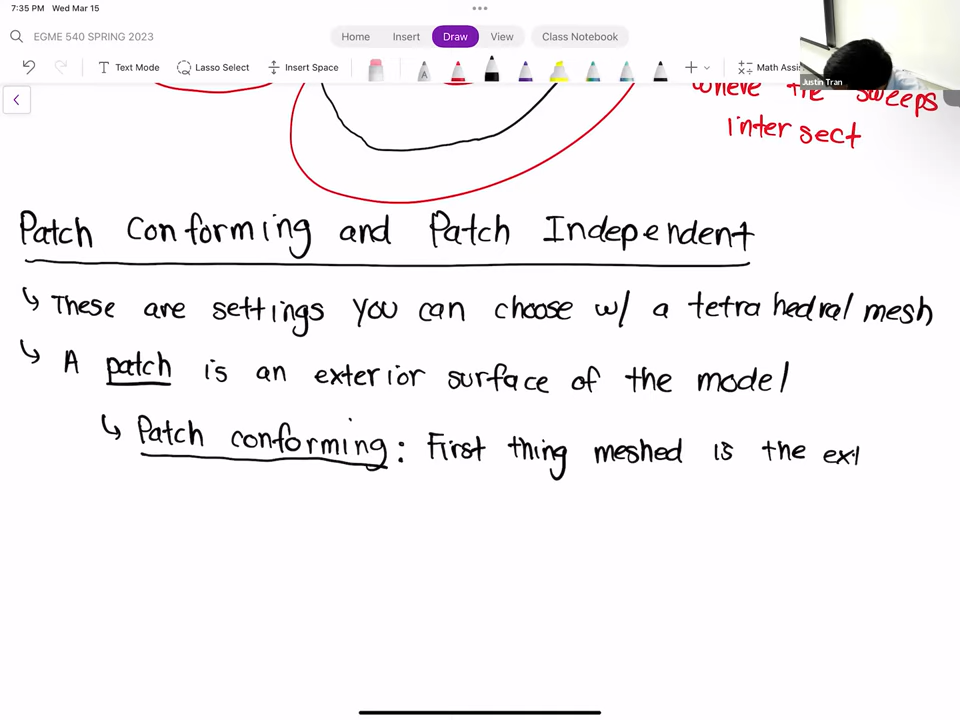 7:35 PM Wed Mar 15
EGME 540 SPRING 2023
Home Insert Draw View Class Notebook
Text Mode Lasso Select Insert Space Math Assis
Justin Tran
where the sweeps
intersect
Patch Conforming and Patch Independent
↳ These are settings you can choose w/ a tetrahedral mesh
↳ A patch is an exterior surface of the model
↳ Patch conforming: First thing meshed is the ext